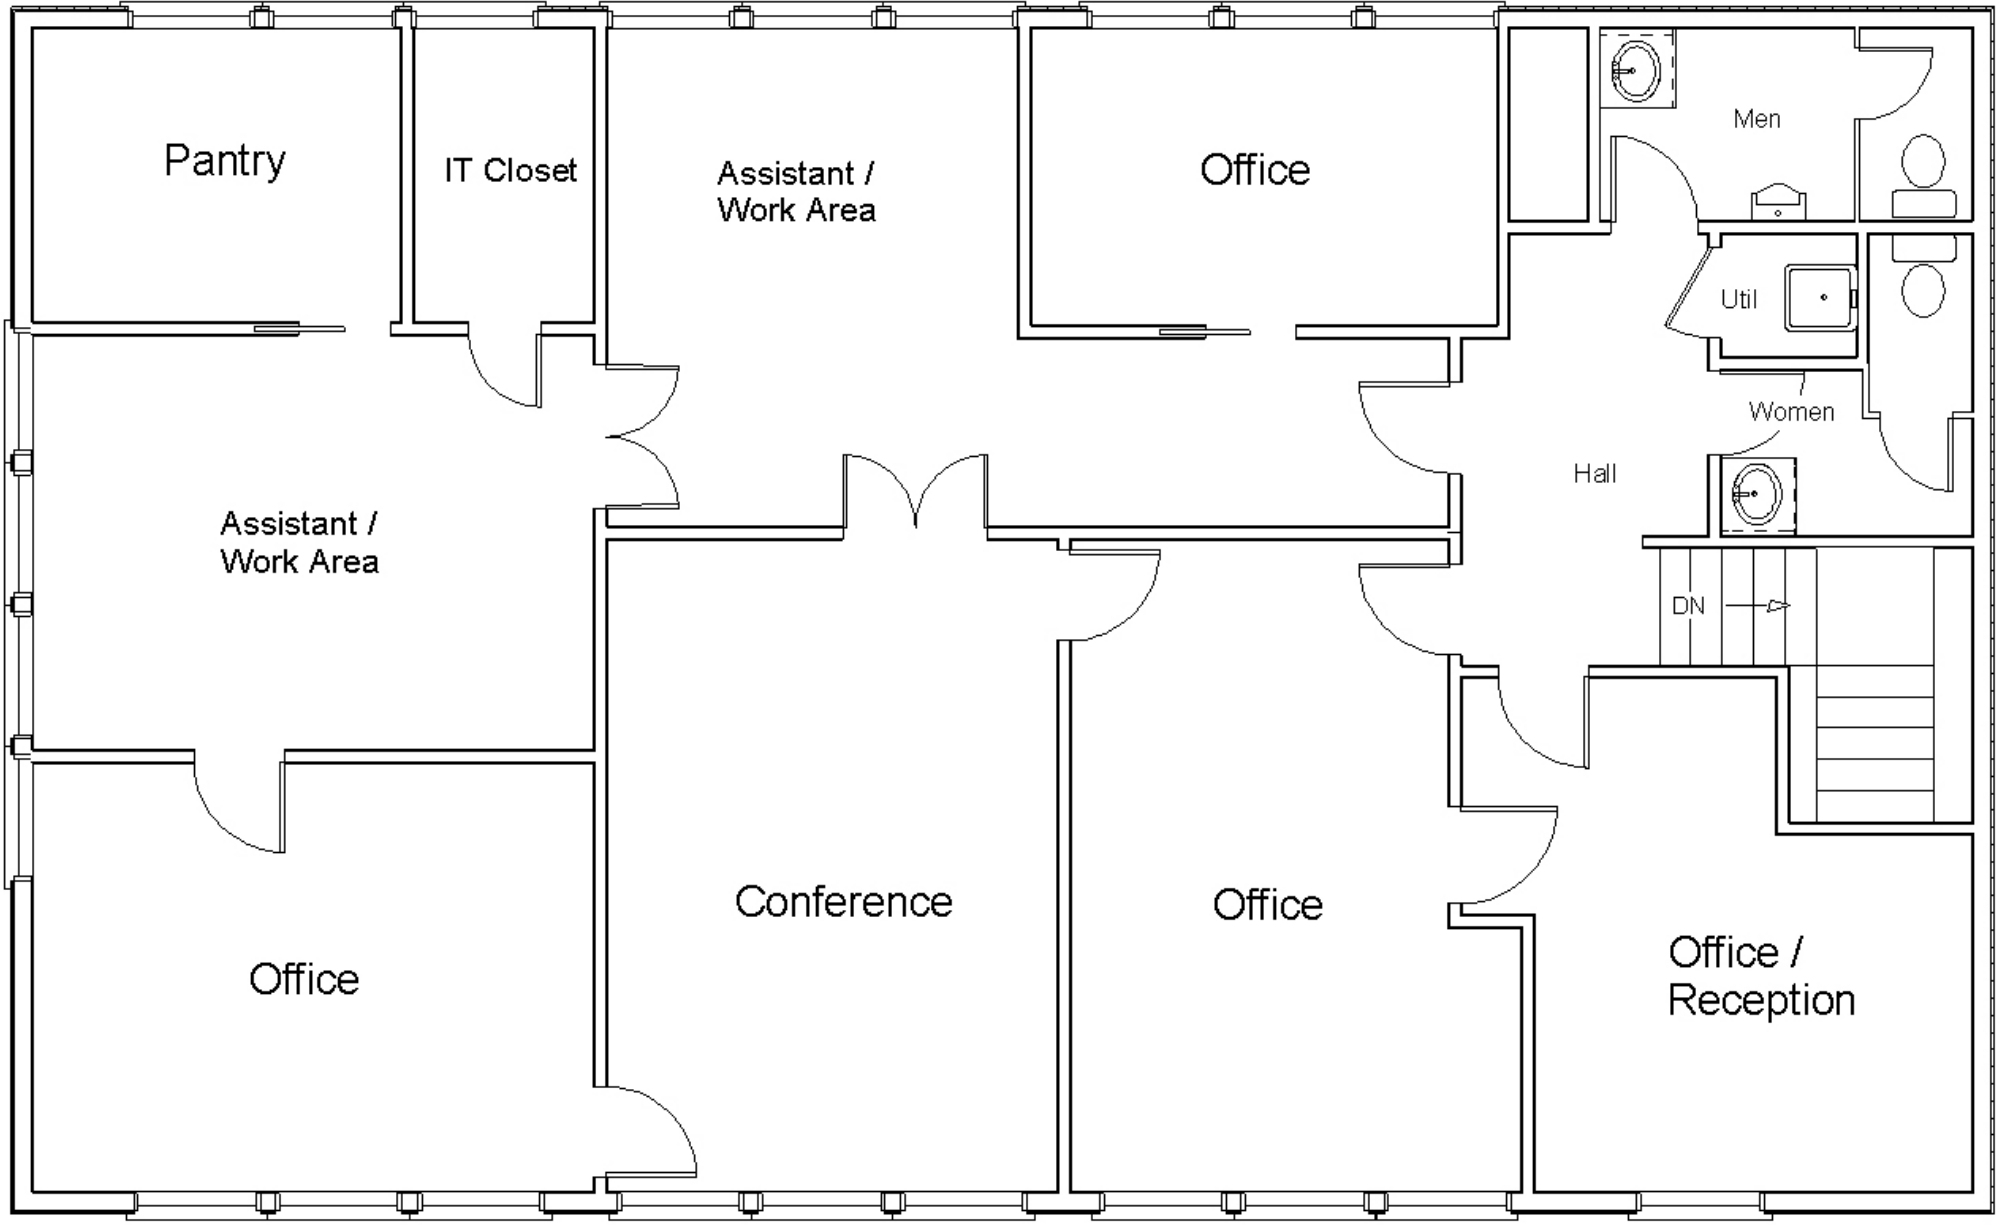 Pantry
IT Closet
Assistant /
Work Area
Office
Men
Util
Women
Hall
Assistant /
Work Area
DN
Conference
Office
Office /
Reception
Office